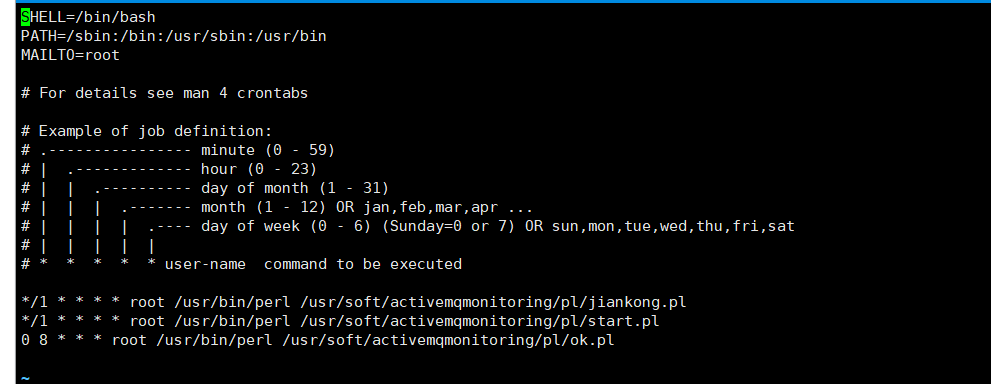 SHELL=/bin/bash
PATH=/sbin:/bin:/usr/sbin:/usr/bin
MAILTO=root
# For details see man 4 crontabs
# Example of job definition:
# .---------------- minute (0 - 59)
# |  .------------- hour (0 - 23)
# |  |  .---------- day of month (1 - 31)
# |  |  |  .------- month (1 - 12) OR jan,feb,mar,apr ...
# |  |  |  |  .---- day of week (0 - 6) (Sunday=0 or 7) OR sun,mon,tue,wed,thu,fri,sat
# |  |  |  |  |
# *  *  *  *  * user-name  command to be executed
*/1 * * * * root /usr/bin/perl /usr/soft/activemqmonitoring/pl/jiankong.pl
*/1 * * * * root /usr/bin/perl /usr/soft/activemqmonitoring/pl/start.pl
0 8 * * * root /usr/bin/perl /usr/soft/activemqmonitoring/pl/ok.pl
~